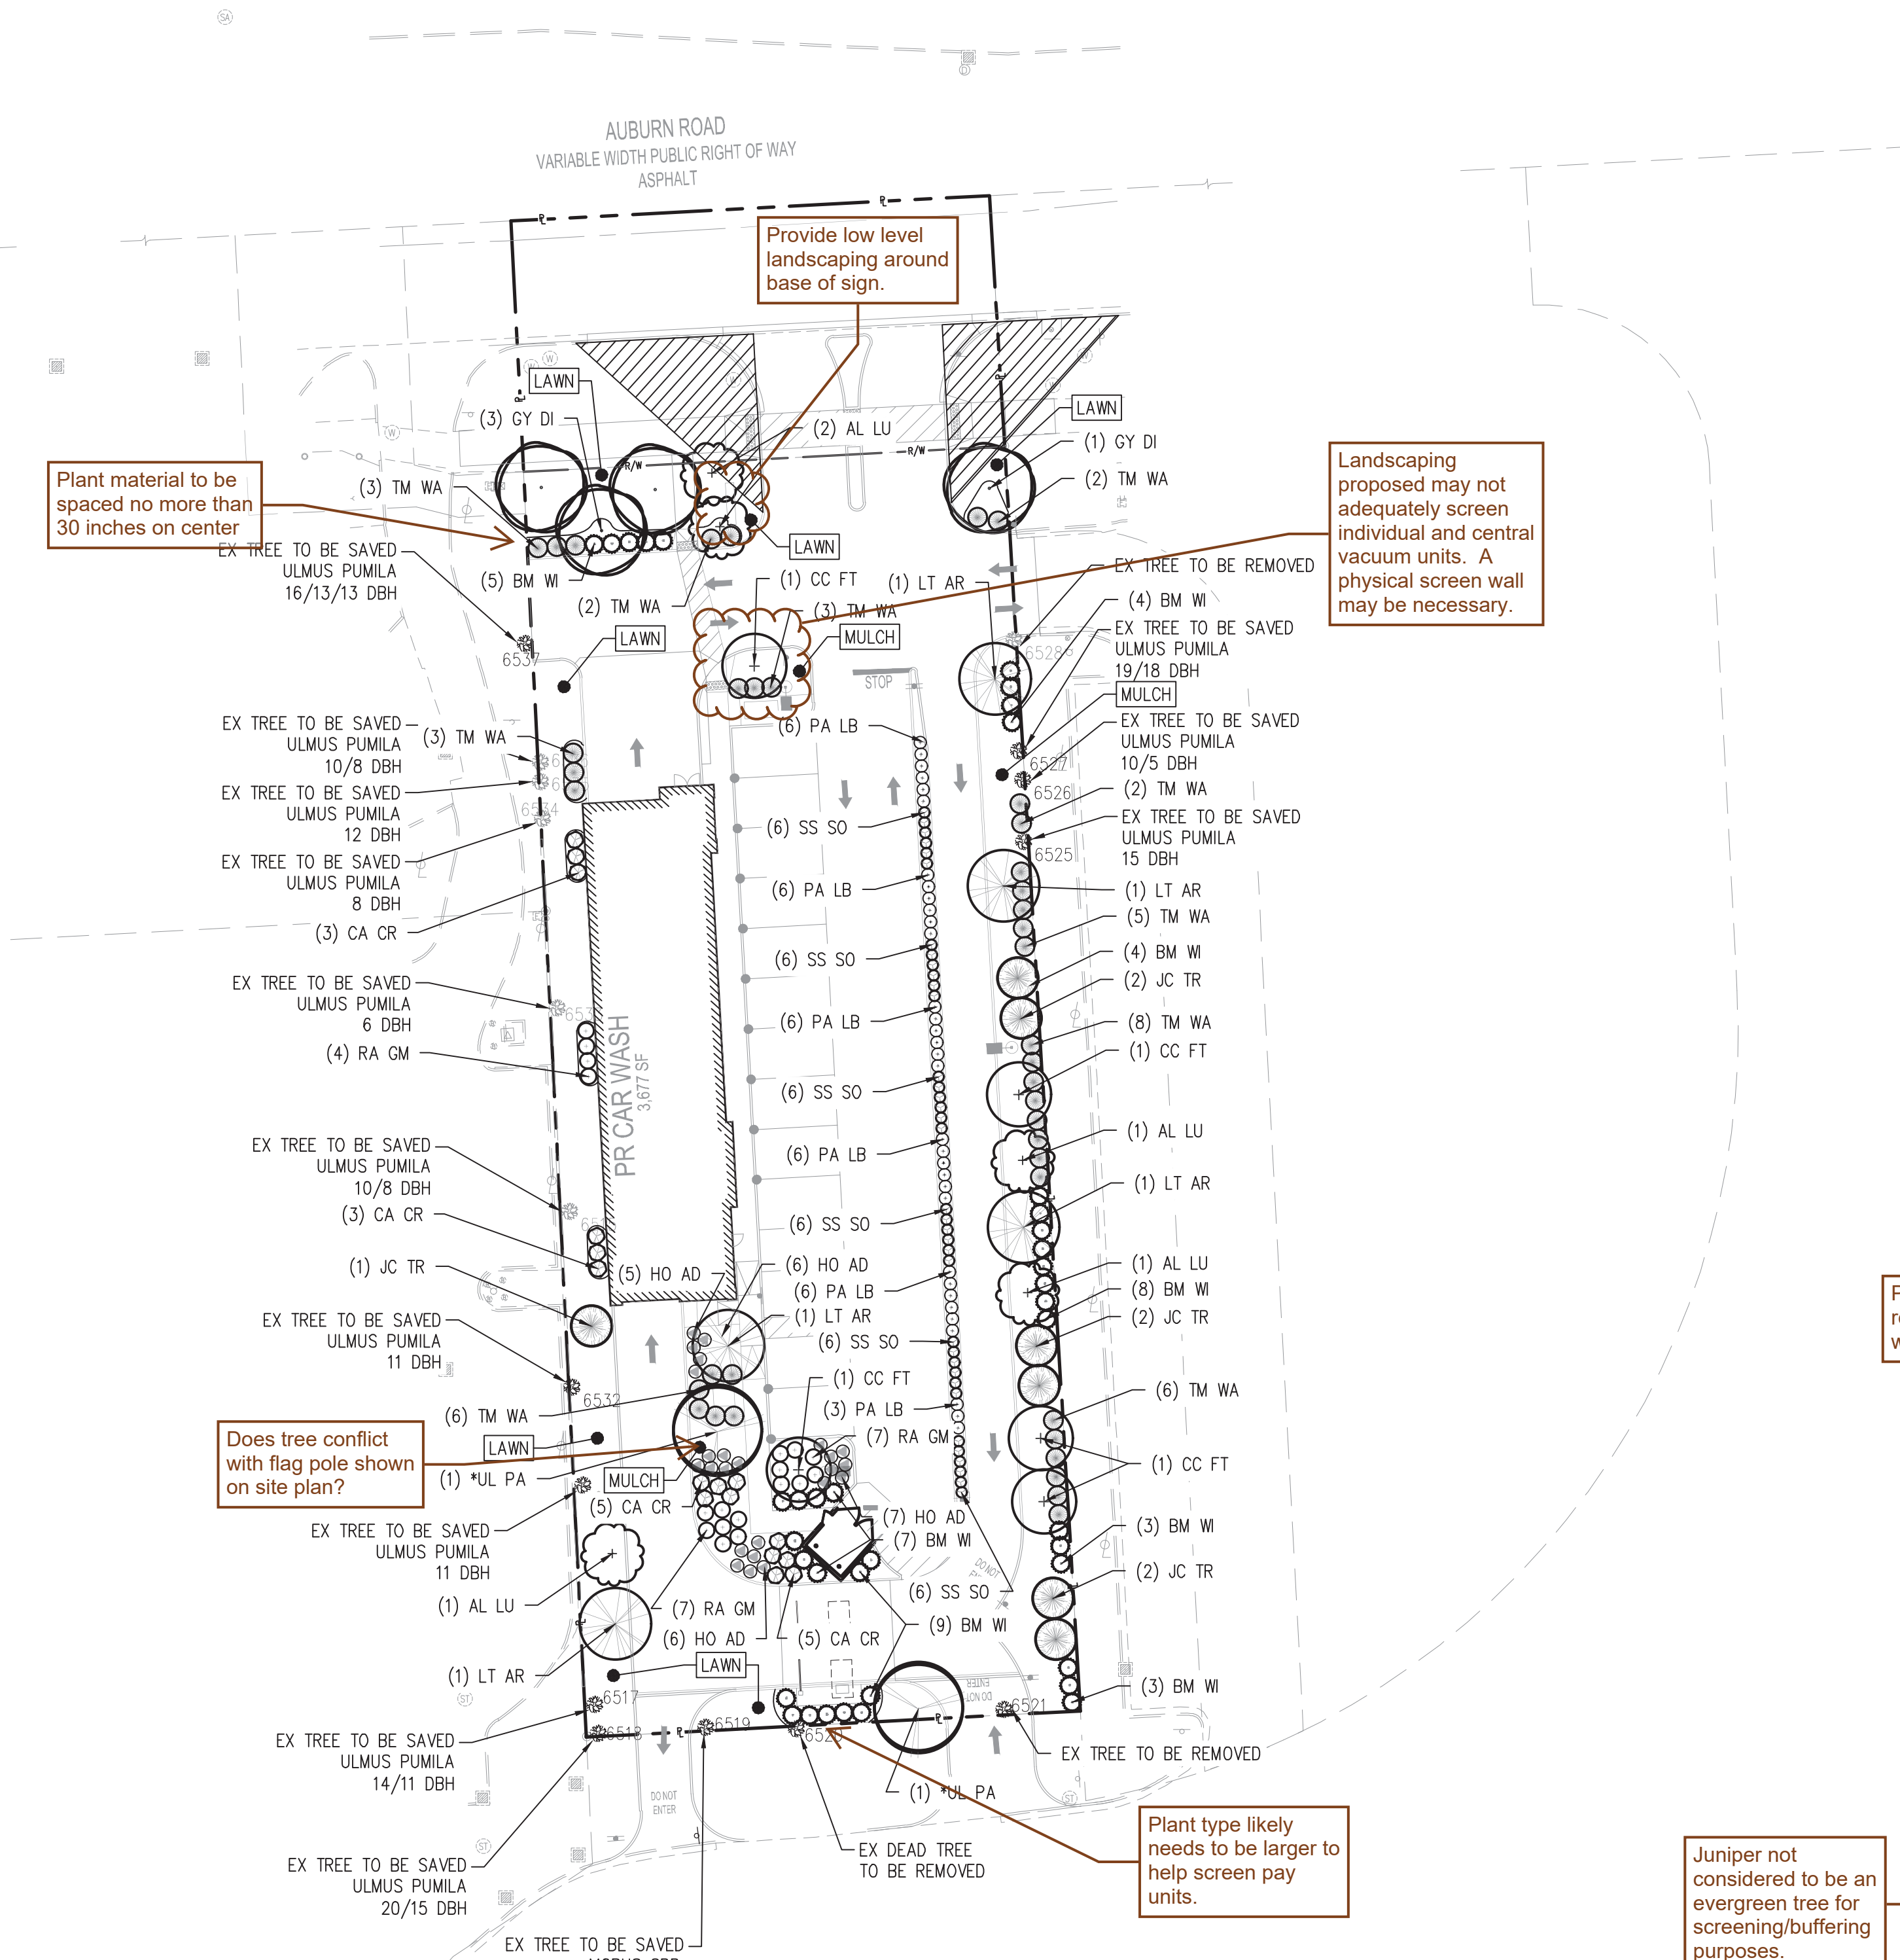 SA
D
AUBURN ROAD
VARIABLE WIDTH PUBLIC RIGHT OF WAY
ASPHALT
Provide low level
landscaping around
base of sign.
LAWN
(3) GY DI
(2) AL LU
LAWN
(1) GY DI
(2) TM WA
R/W
R/W
Plant material to be
spaced no more than
30 inches on center
(3) TM WA
Landscaping
proposed may not
adequately screen
individual and central
vacuum units. A
physical screen wall
may be necessary.
EX TREE TO BE SAVED
ULMUS PUMILA
16/13/13 DBH
(5) BM WI
(2) TM WA
LAWN
(1) CC FT
(1) LT AR
(3) TM WA
MULCH
LAWN
6537
STOP
EX TREE TO BE REMOVED
(4) BM WI
EX TREE TO BE SAVED
ULMUS PUMILA
19/18 DBH
6528
MULCH
EX TREE TO BE SAVED
ULMUS PUMILA
10/5 DBH
6527
6526
(2) TM WA
EX TREE TO BE SAVED
ULMUS PUMILA
15 DBH
6525
EX TREE TO BE SAVED
ULMUS PUMILA
10/8 DBH
(3) TM WA
EX TREE TO BE SAVED
ULMUS PUMILA
12 DBH
6534
EX TREE TO BE SAVED
ULMUS PUMILA
8 DBH
(3) CA CR
EX TREE TO BE SAVED
ULMUS PUMILA
6 DBH
(4) RA GM
PR CAR WASH
3,677 SF
EX TREE TO BE SAVED
ULMUS PUMILA
10/8 DBH
(3) CA CR
(1) JC TR
EX TREE TO BE SAVED
ULMUS PUMILA
11 DBH
6532
(6) PA LB
(6) SS SO
(6) PA LB
(6) SS SO
(6) PA LB
(6) SS SO
(6) PA LB
(6) SS SO
(5) HO AD
(6) HO AD
(6) PA LB
(1) LT AR
(6) SS SO
(1) CC FT
(3) PA LB
(7) RA GM
(1) LT AR
(5) TM WA
(4) BM WI
(2) JC TR
(8) TM WA
(1) CC FT
(1) AL LU
(1) LT AR
(1) AL LU
(8) BM WI
(2) JC TR
(6) TM WA
(1) CC FT
(3) BM WI
(2) JC TR
(3) BM WI
(6) TM WA
LAWN
Does tree conflict
with flag pole shown
on site plan?
(1) *UL PA
MULCH
(5) CA CR
(7) HO AD
(7) BM WI
EX TREE TO BE SAVED
ULMUS PUMILA
11 DBH
(1) AL LU
(7) RA GM
(6) HO AD
(5) CA CR
(6) SS SO
(9) BM WI
(1) LT AR
LAWN
DO NOT
ENTER
6517
6518
6519
6520
6521
EX TREE TO BE SAVED
ULMUS PUMILA
14/11 DBH
DO NOT
ENTER
EX TREE TO BE REMOVED
(1) *UL PA
EX TREE TO BE SAVED
ULMUS PUMILA
20/15 DBH
EX DEAD TREE
TO BE REMOVED
Plant type likely
needs to be larger to
help screen pay
units.
EX TREE TO BE SAVED
Juniper not
considered to be an
evergreen tree for
screening/buffering
purposes.